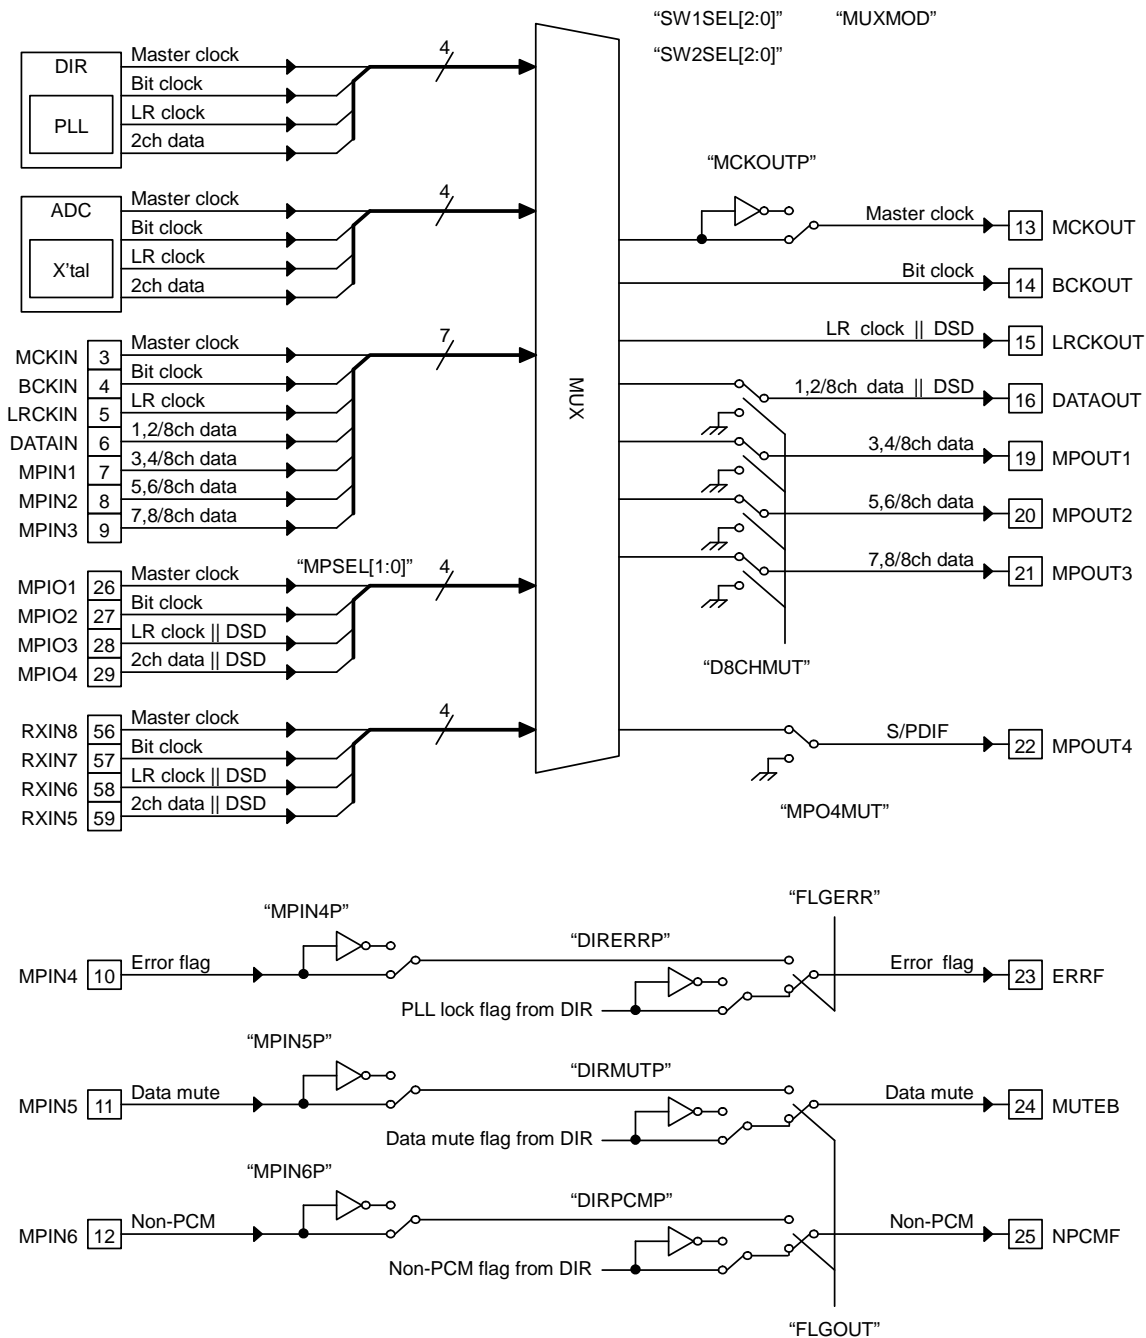 “SW1SEL[2:0]” “MUXMOD”
“SW2SEL[2:0]”
DIR
PLL
Master clock
Bit clock
LR clock
2ch data
4
ADC
X’tal
Master clock
Bit clock
LR clock
2ch data
4
MCKIN 3 Master clock
BCKIN 4 Bit clock
LRCKIN 5 LR clock
DATAIN 6 1,2/8ch data
MPIN1 7 3,4/8ch data
MPIN2 8 5,6/8ch data
MPIN3 9 7,8/8ch data
7
“MPSEL[1:0]”
MPIO1 26 Master clock
MPIO2 27 Bit clock
MPIO3 28 LR clock || DSD
MPIO4 29 2ch data || DSD
4
RXIN8 56 Master clock
RXIN7 57 Bit clock
RXIN6 58 LR clock || DSD
RXIN5 59 2ch data || DSD
4
MUX
“MCKOUTP”
Master clock 13 MCKOUT
Bit clock 14 BCKOUT
LR clock || DSD 15 LRCKOUT
1,2/8ch data || DSD 16 DATAOUT
3,4/8ch data 19 MPOUT1
5,6/8ch data 20 MPOUT2
7,8/8ch data 21 MPOUT3
“D8CHMUT”
S/PDIF 22 MPOUT4
“MPO4MUT”
“FLGERR”
“MPIN4P”
“DIRERRP”
MPIN4 10 Error flag
Error flag 23 ERRF
PLL lock flag from DIR
“MPIN5P”
“DIRMUTP”
MPIN5 11 Data mute
Data mute 24 MUTEB
Data mute flag from DIR
“MPIN6P”
“DIRPCMP”
MPIN6 12 Non-PCM
Non-PCM 25 NPCMF
Non-PCM flag from DIR
“FLGOUT”